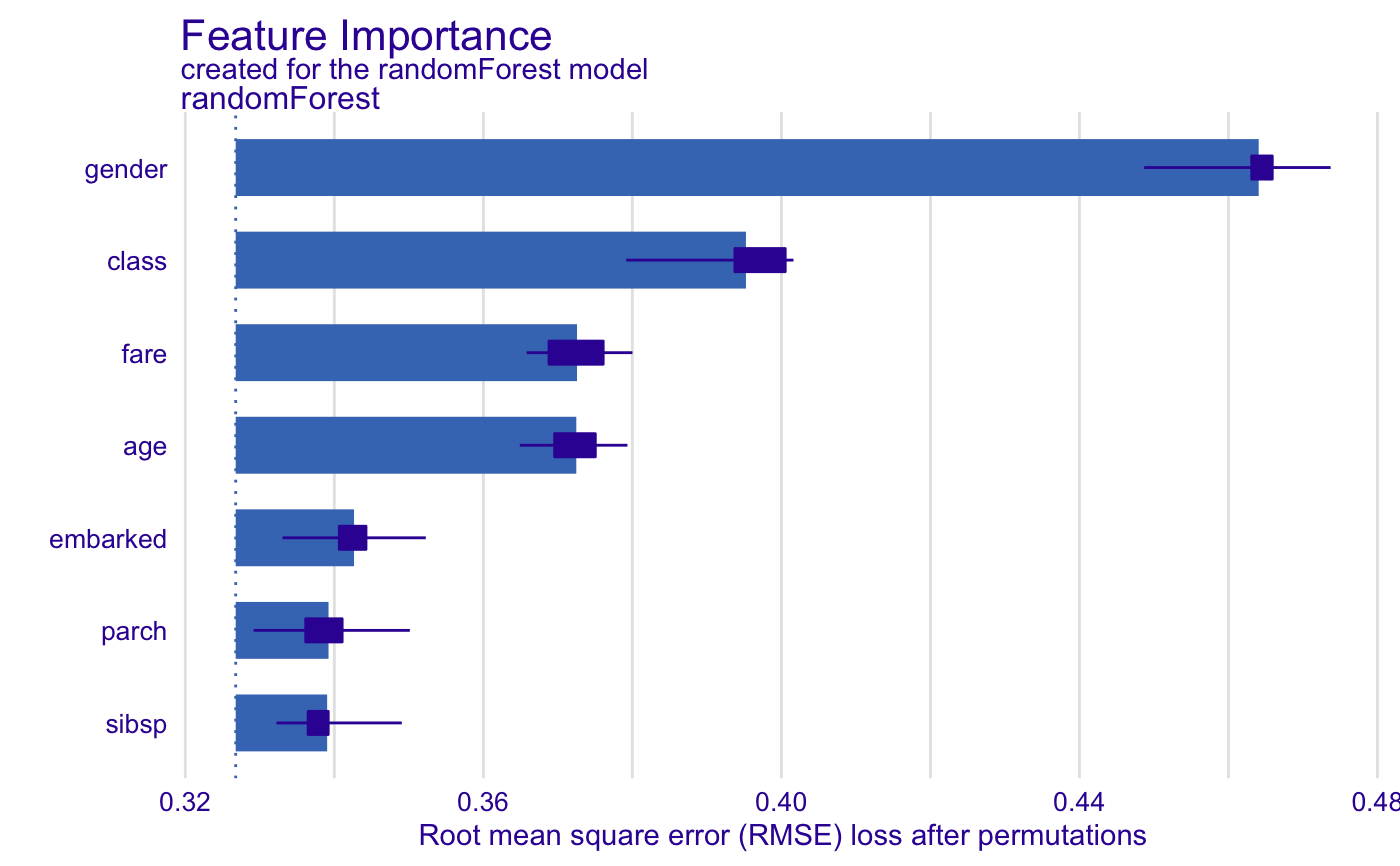 Feature Importance
created for the randomForest model
randomForest
gender
class
fare
age
embarked
parch
sibsp
0.32 0.36 0.40 0.44 0.48
Root mean square error (RMSE) loss after permutations